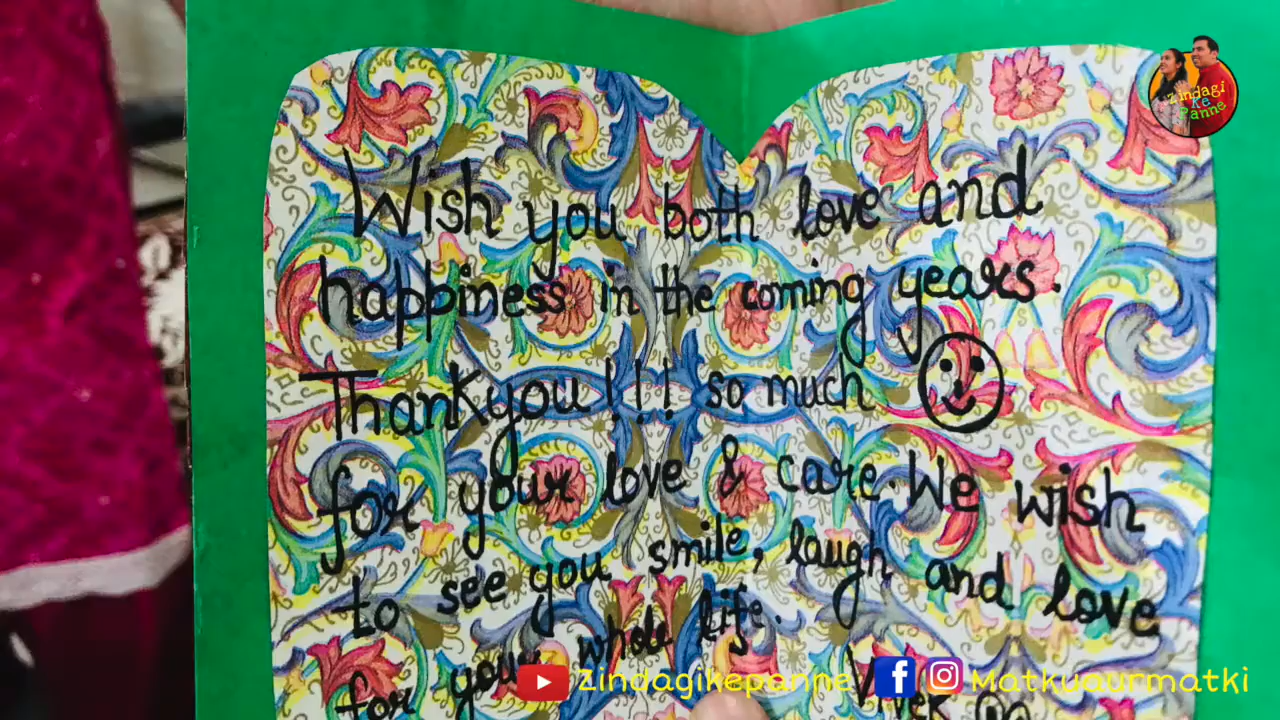 Wish you both love and
happiness in the coming years.
Thankyou!!! so much
for your love & care. We wish
to see you smile, laugh and love
for your whole life.
Vivek
Zindagi
Ke
Panne
Zindagikepanne
Matkuaurmatki